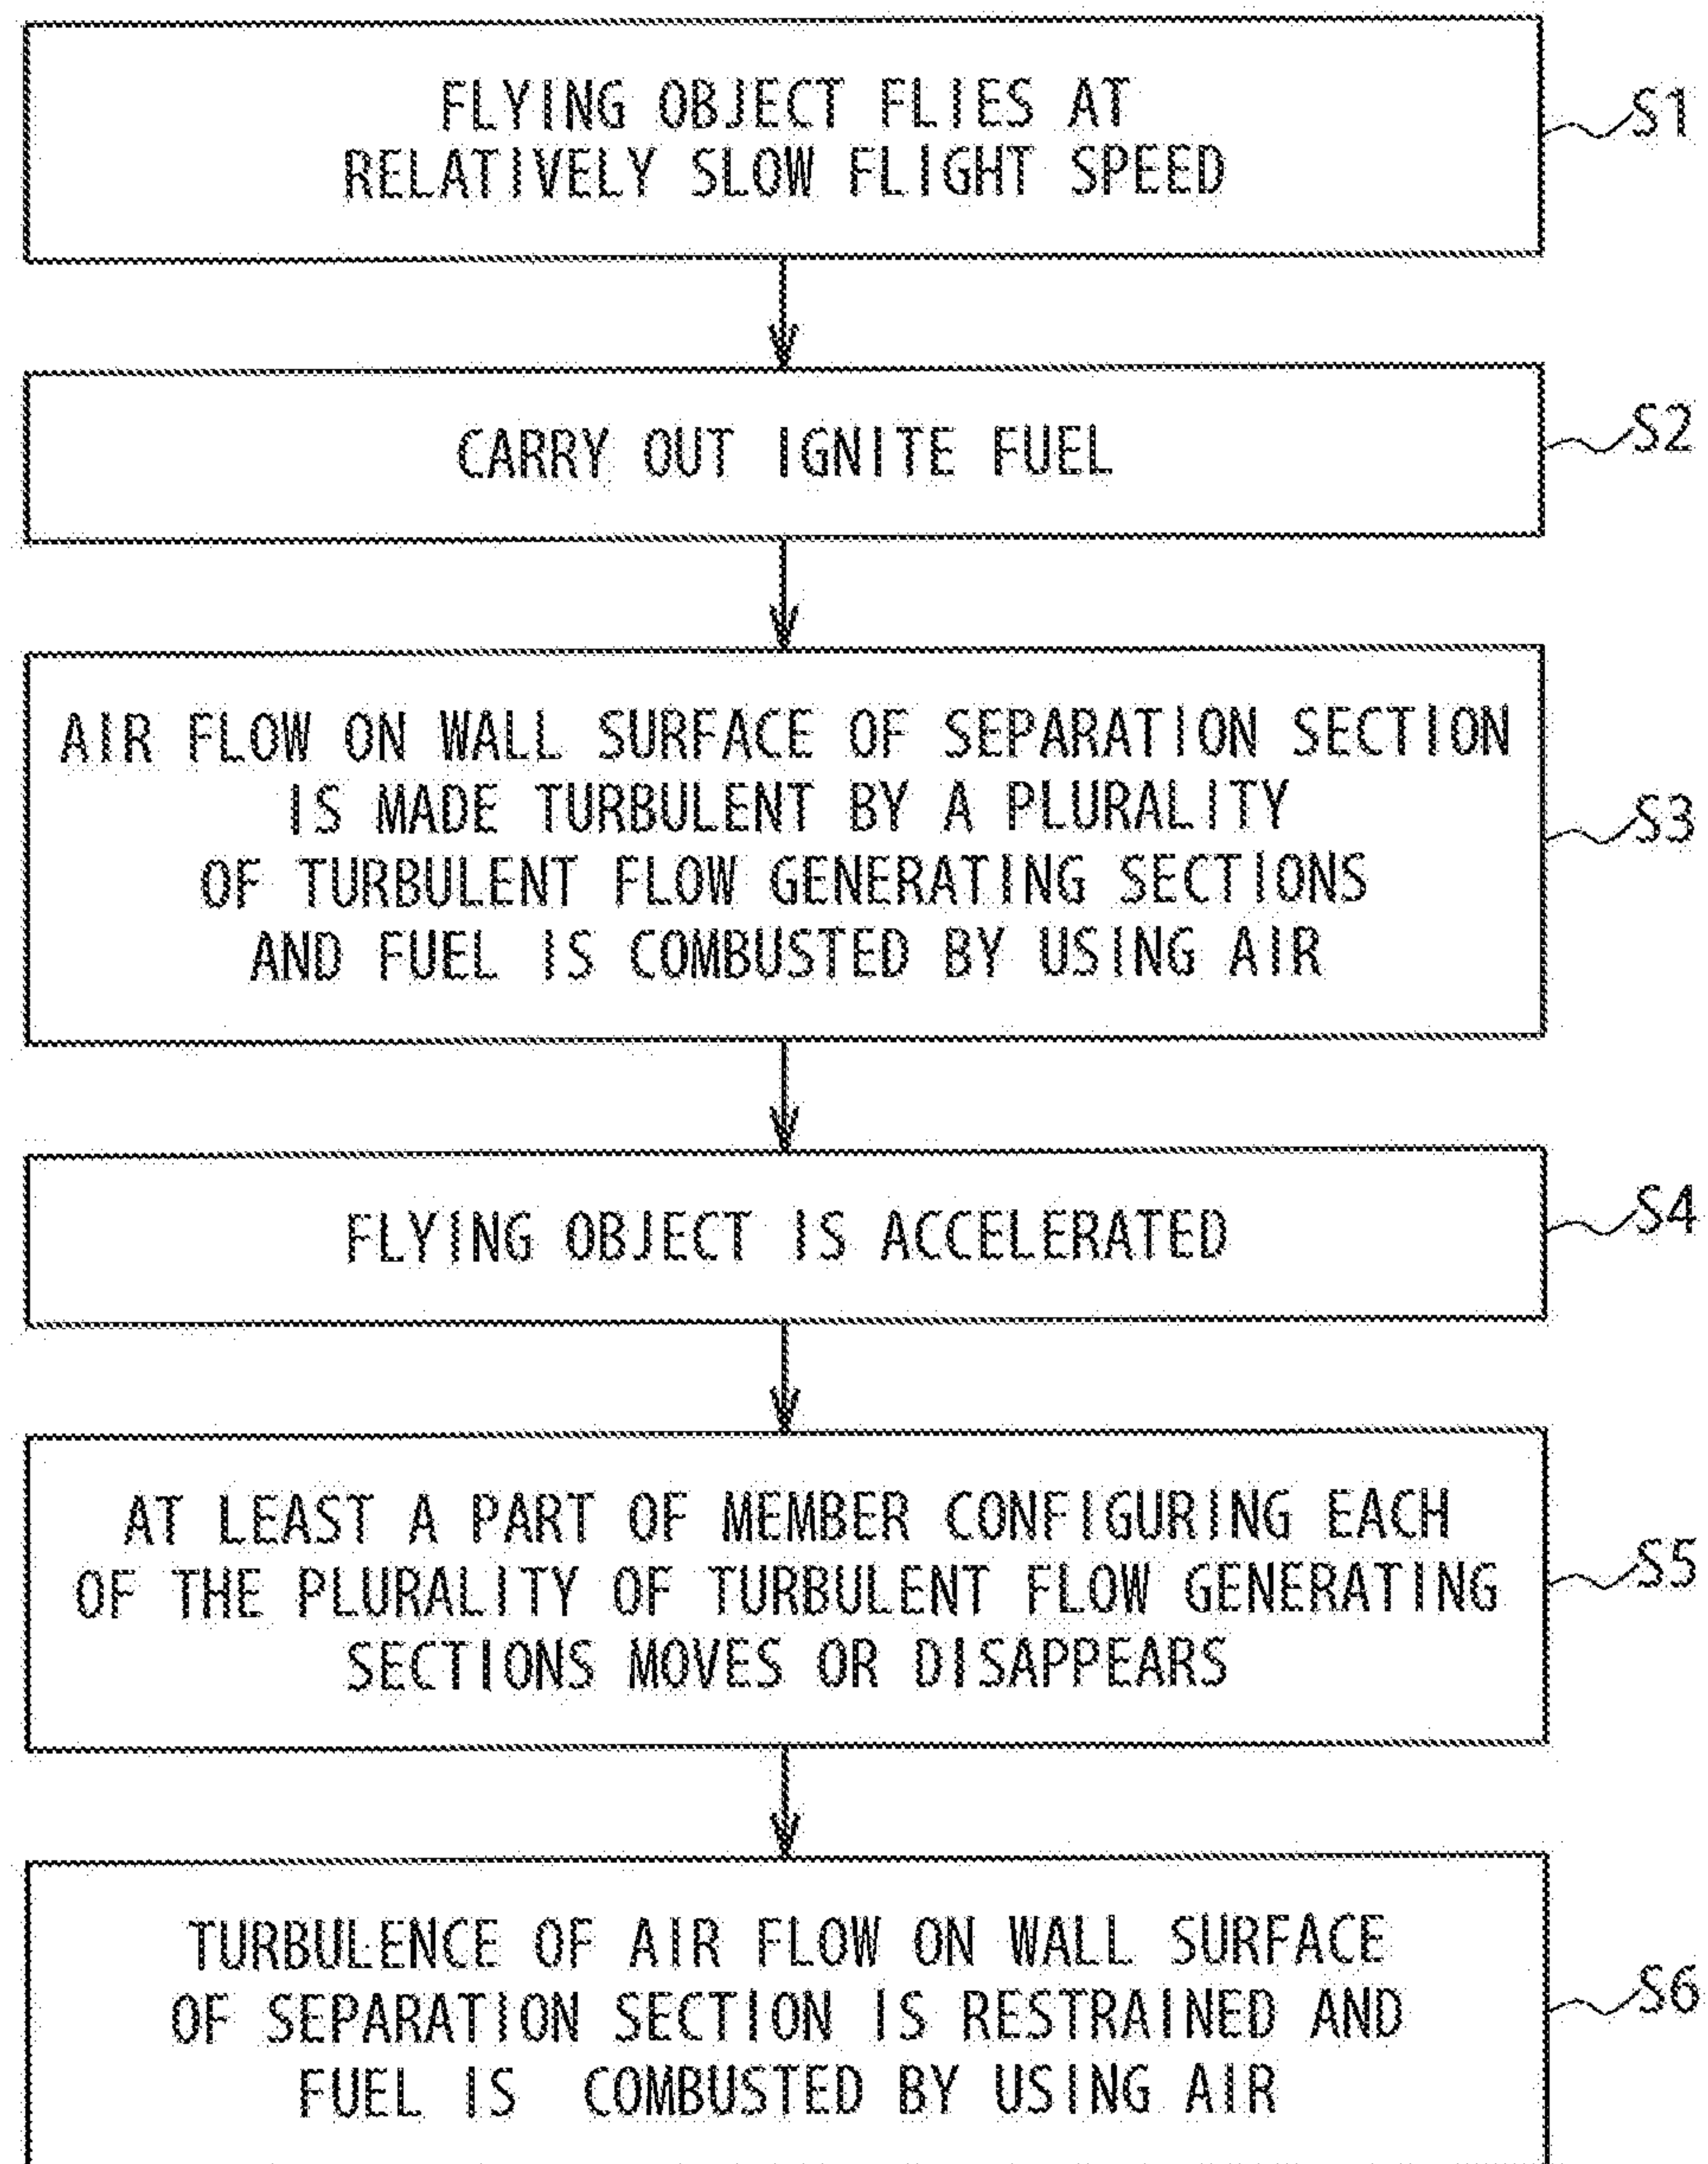 FLYING OBJECT FLIES AT
RELATIVELY SLOW FLIGHT SPEED
S1
CARRY OUT IGNITE FUEL
S2
AIR FLOW ON WALL SURFACE OF SEPARATION SECTION
IS MADE TURBULENT BY A PLURALITY
OF TURBULENT FLOW GENERATING SECTIONS
AND FUEL IS COMBUSTED BY USING AIR
S3
FLYING OBJECT IS ACCELERATED
S4
AT LEAST A PART OF MEMBER CONFIGURING EACH
OF THE PLURALITY OF TURBULENT FLOW GENERATING
SECTIONS MOVES OR DISAPPEARS
S5
TURBULENCE OF AIR FLOW ON WALL SURFACE
OF SEPARATION SECTION IS RESTRAINED AND
FUEL IS COMBUSTED BY USING AIR
S6